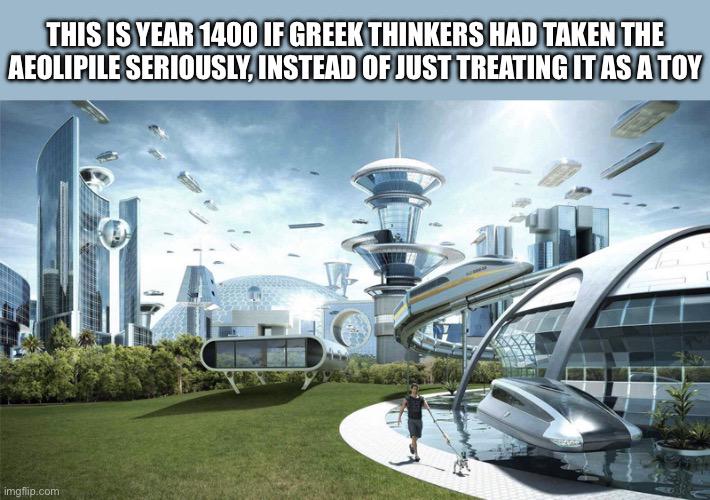 THIS IS YEAR 1400 IF GREEK THINKERS HAD TAKEN THE
AEOLIPILE SERIOUSLY, INSTEAD OF JUST TREATING IT AS A TOY
imgflip.com